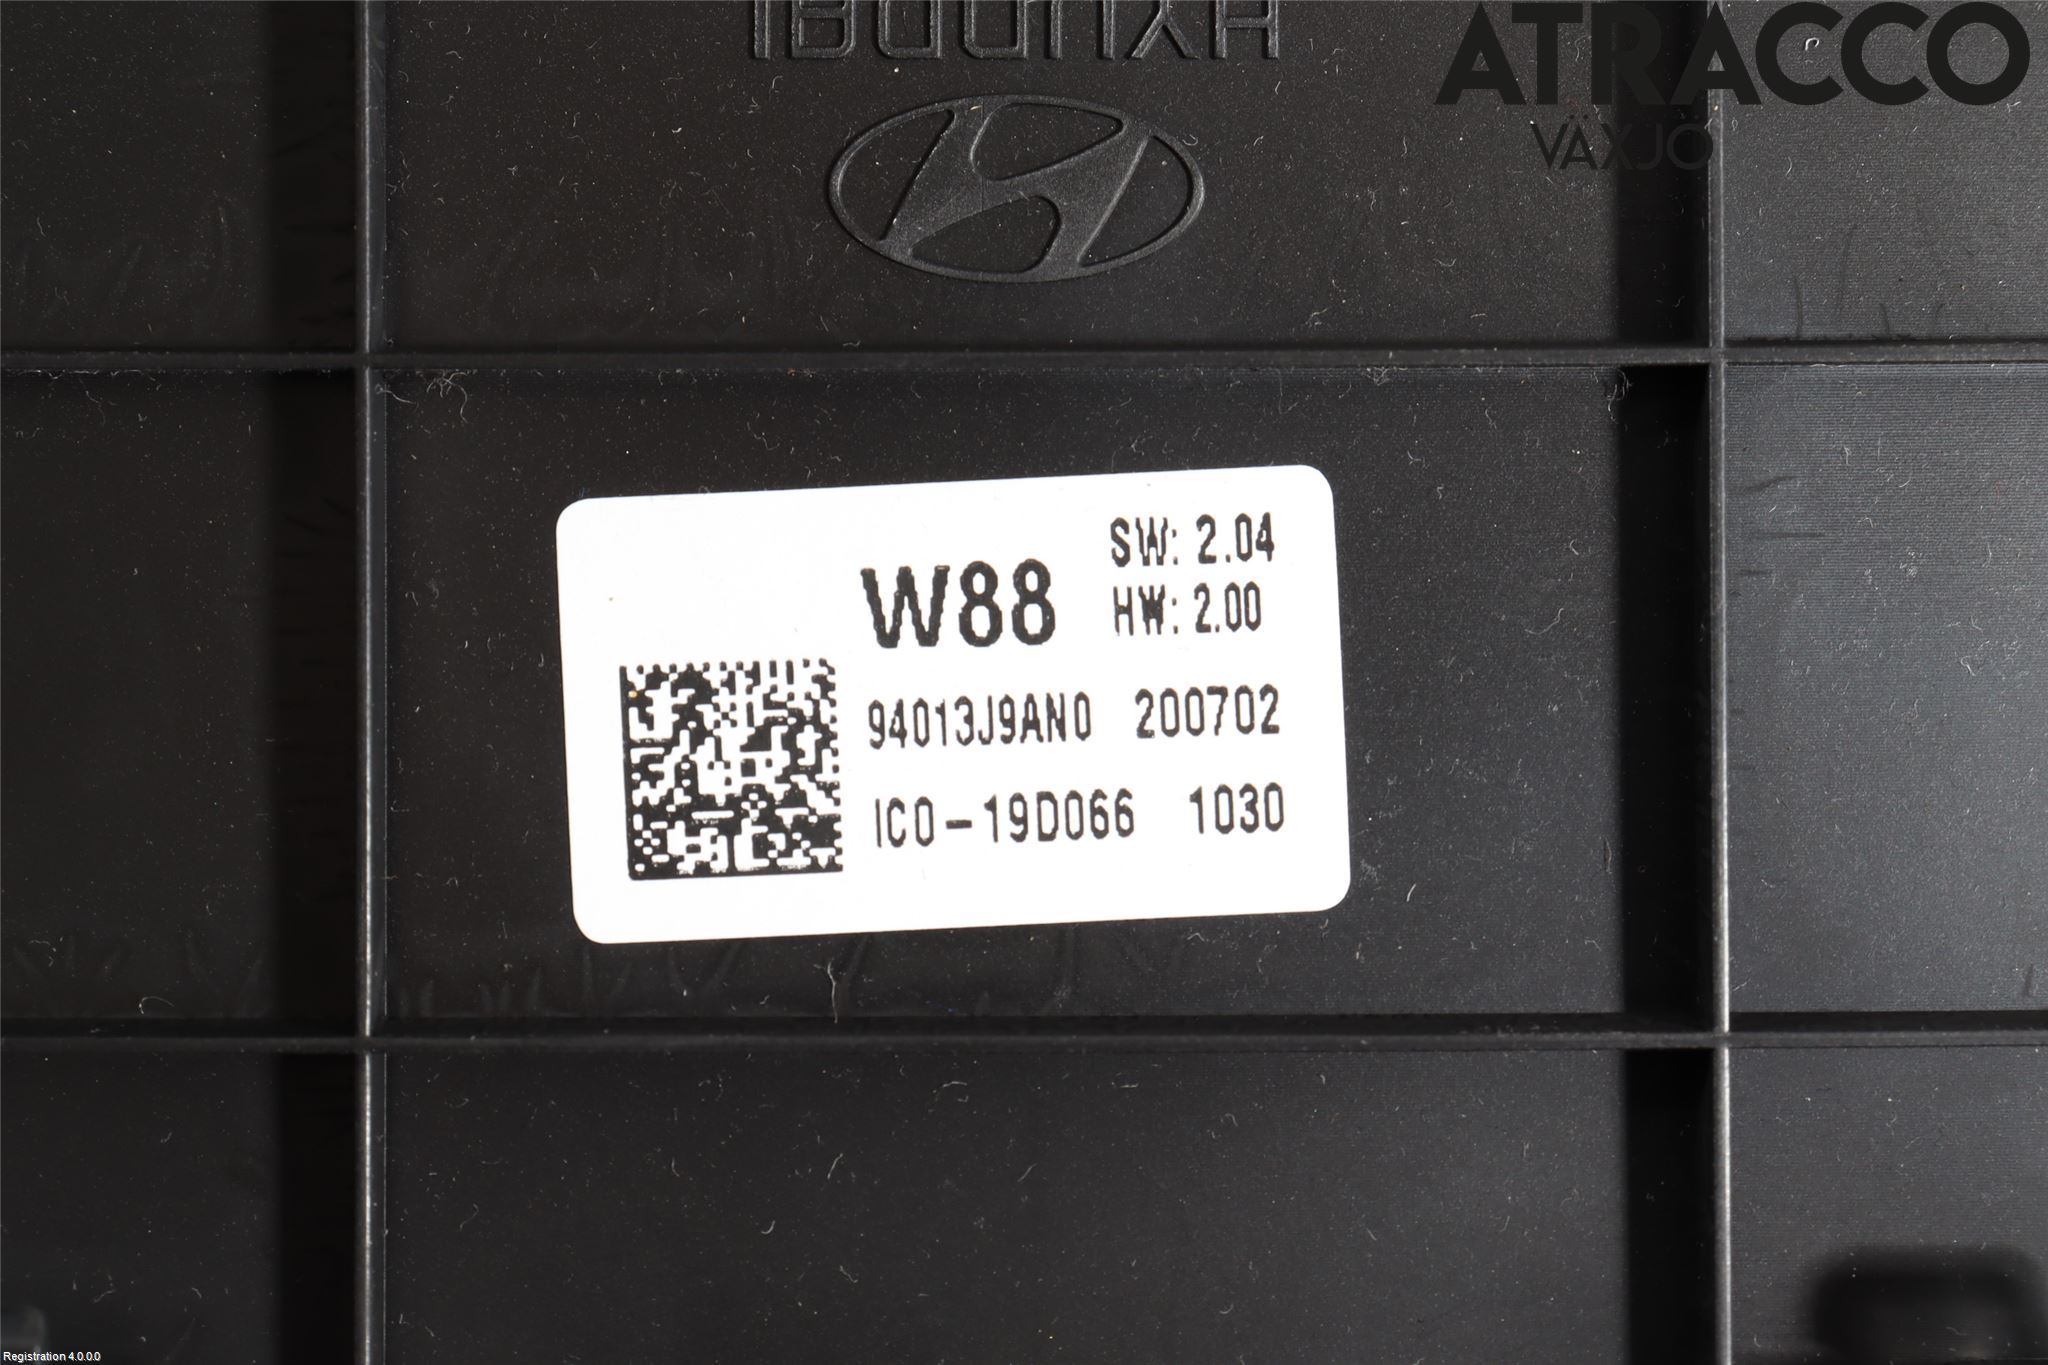 HYUNDAI
ATRACCO
VÄXJÖ
SW: 2.04
W88
HW: 2.00
94013J9AN0 200702
ICO-19D066 1030
Registration 4.0.0.0